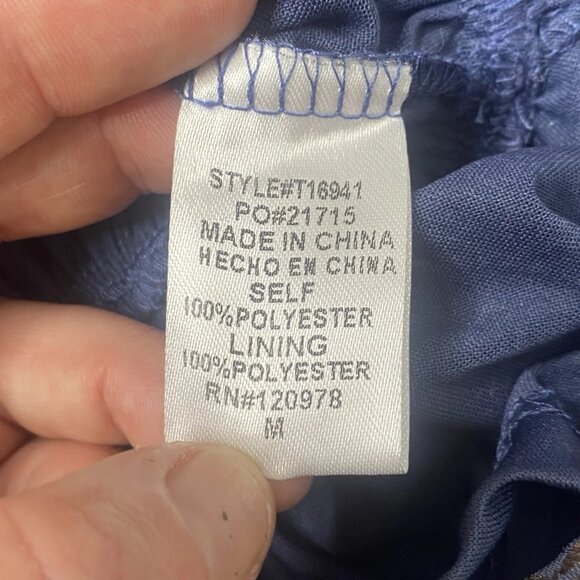 STYLE#T16941
PO#21715
MADE IN CHINA
HECHO EN CHINA
SELF
100%POLYESTER
LINING
100%POLYESTER
RN#120978
M